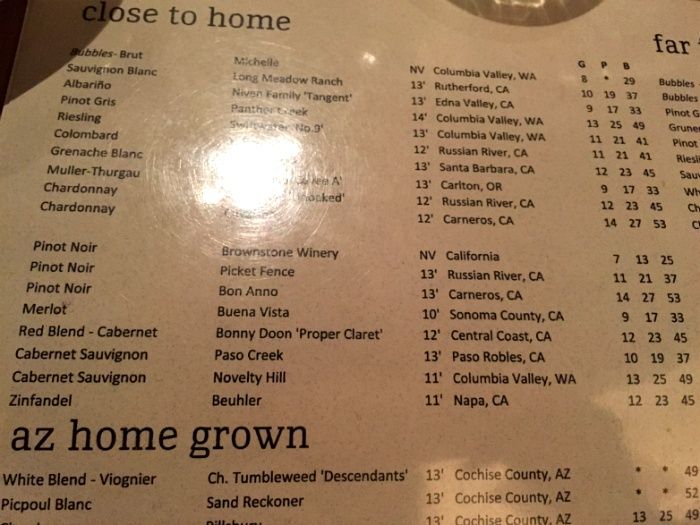 close to home
far
G P B
Bubbles- Brut Michelle NV Columbia Valley, WA 8 * 29 Bubbles
Sauvignon Blanc Long Meadow Ranch 13' Rutherford, CA 10 19 37 Bubbles
Albariño Niven Family 'Tangent' 13' Edna Valley, CA 9 17 33 Pinot
Pinot Gris Panther Creek 14' Columbia Valley, WA 13 25 49
Riesling 13' Columbia Valley, WA 11 21 41 Pinot
Colombard 12' Russian River, CA 11 21 41
Grenache Blanc 13' Santa Barbara, CA 12 23 45
Muller-Thurgau 13' Carlton, OR 9 17 33
Chardonnay 12' Russian River, CA 12 23 45
Chardonnay 12' Carneros, CA 14 27 53
Pinot Noir Brownstone Winery NV California 7 13 25
Pinot Noir Picket Fence 13' Russian River, CA 11 21 37
Pinot Noir Bon Anno 13' Carneros, CA 14 27 53
Merlot Buena Vista 10' Sonoma County, CA 9 17 33
Red Blend - Cabernet Bonny Doon 'Proper Claret' 12' Central Coast, CA 12 23 45
Cabernet Sauvignon Paso Creek 13' Paso Robles, CA 10 19 37
Cabernet Sauvignon Novelty Hill 11' Columbia Valley, WA 13 25 49
Zinfandel Beuhler 11' Napa, CA 12 23 45
az home grown
White Blend - Viognier Ch. Tumbleweed 'Descendants' 13' Cochise County, AZ * * 49
Picpoul Blanc Sand Reckoner 13' Cochise County, AZ * * 52
13' Cochise County, AZ 13 25 49